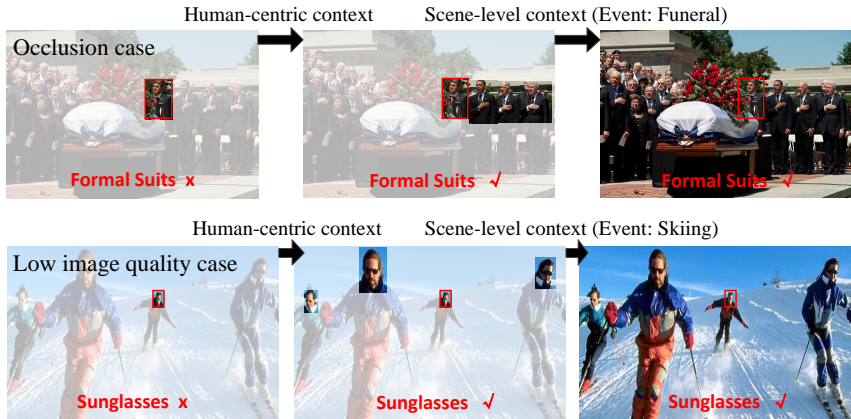 Human-centric context
Scene-level context (Event: Funeral)
Occlusion case
Formal Suits x
Formal Suits √
Formal Suits √
Human-centric context
Scene-level context (Event: Skiing)
Low image quality case
Sunglasses x
Sunglasses √
Sunglasses √